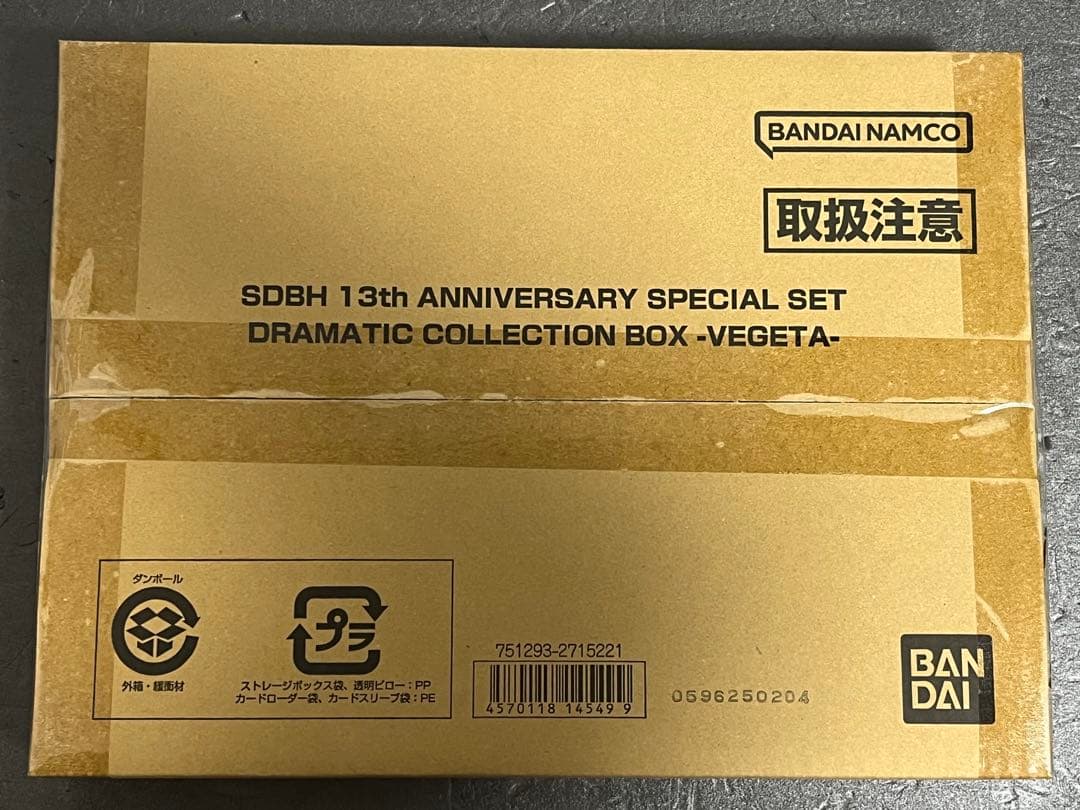 BANDAI NAMCO
取扱注意
SDBH 13th ANNIVERSARY SPECIAL SET
DRAMATIC COLLECTION BOX -VEGETA-
ダンボール
外箱・緩衝材
プラ
ストレージボックス袋、透明ピロー：PP
カードローダー袋、カードスリーブ袋：PE
751293-2715221
4570118 14549 9
0596250204
BAN
DAI